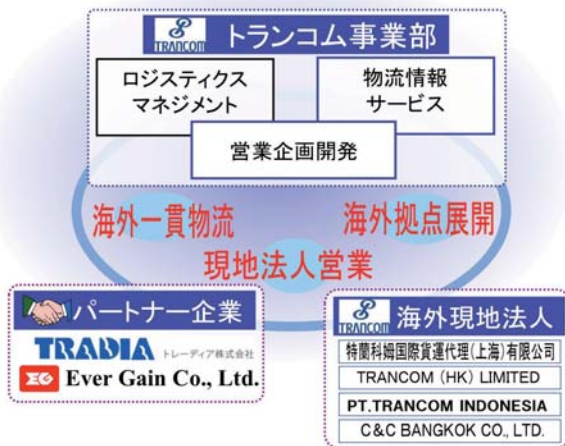 TRANCOM
トランコム事業部
ロジスティクス
マネジメント
物流情報
サービス
営業企画開発
海外一貫物流
海外拠点展開
現地法人営業
パートナー企業
TRADIA トレーディア株式会社
EG Ever Gain Co., Ltd.
TRANCOM
海外現地法人
特蘭科姆国際貨運代理(上海)有限公司
TRANCOM (HK) LIMITED
PT.TRANCOM INDONESIA
C&C BANGKOK CO., LTD.